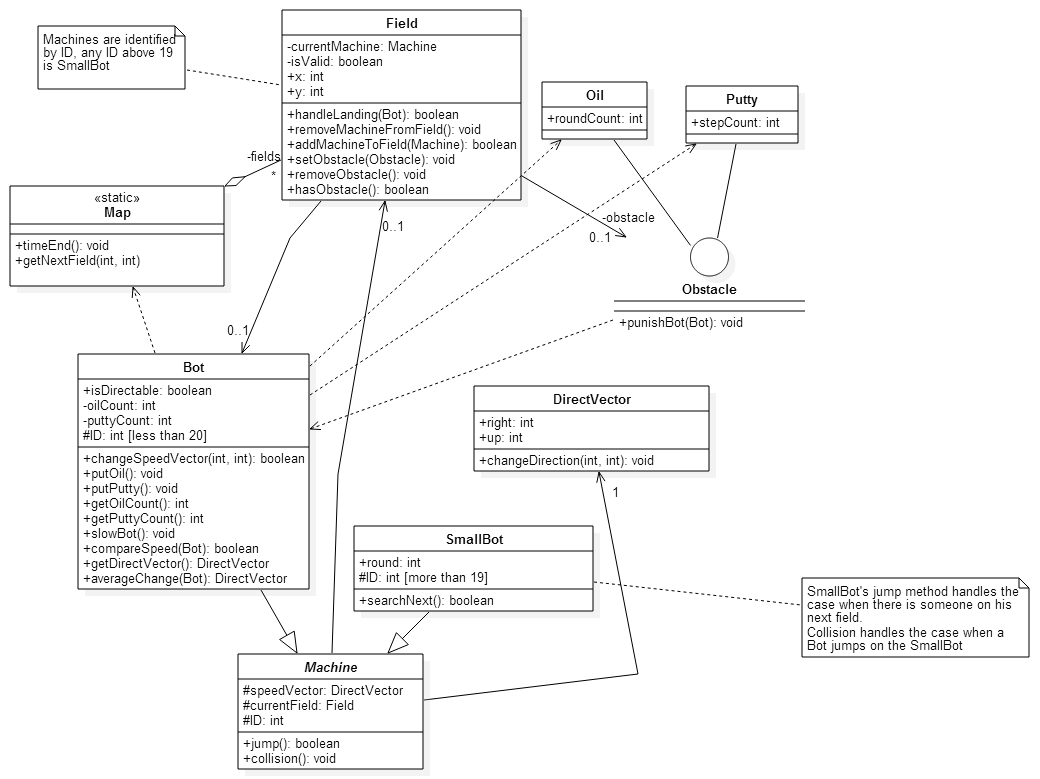 Machines are identified
by ID, any ID above 19
is SmallBot
Field
-currentMachine: Machine
-isValid: boolean
+x: int
+y: int
+handleLanding(Bot): boolean
+removeMachineFromField(): void
+addMachineToField(Machine): boolean
+setObstacle(Obstacle): void
+removeObstacle(): void
+hasObstacle(): boolean
Oil
+roundCount: int
Putty
+stepCount: int
-fields
*
«static»
Map
+timeEnd(): void
+getNextField(int, int)
0..1
-obstacle
0..1
Obstacle
+punishBot(Bot): void
0..1
Bot
+isDirectable: boolean
-oilCount: int
-puttyCount: int
#ID: int [less than 20]
+changeSpeedVector(int, int): boolean
+putOil(): void
+putPutty(): void
+getOilCount(): int
+getPuttyCount(): int
+slowBot(): void
+compareSpeed(Bot): boolean
+getDirectVector(): DirectVector
+averageChange(Bot): DirectVector
DirectVector
+right: int
+up: int
+changeDirection(int, int): void
1
SmallBot
+round: int
#ID: int [more than 19]
+searchNext(): boolean
SmallBot's jump method handles the
case when there is someone on his
next field.
Collision handles the case when a
Bot jumps on the SmallBot
Machine
#speedVector: DirectVector
#currentField: Field
#ID: int
+jump(): boolean
+collision(): void